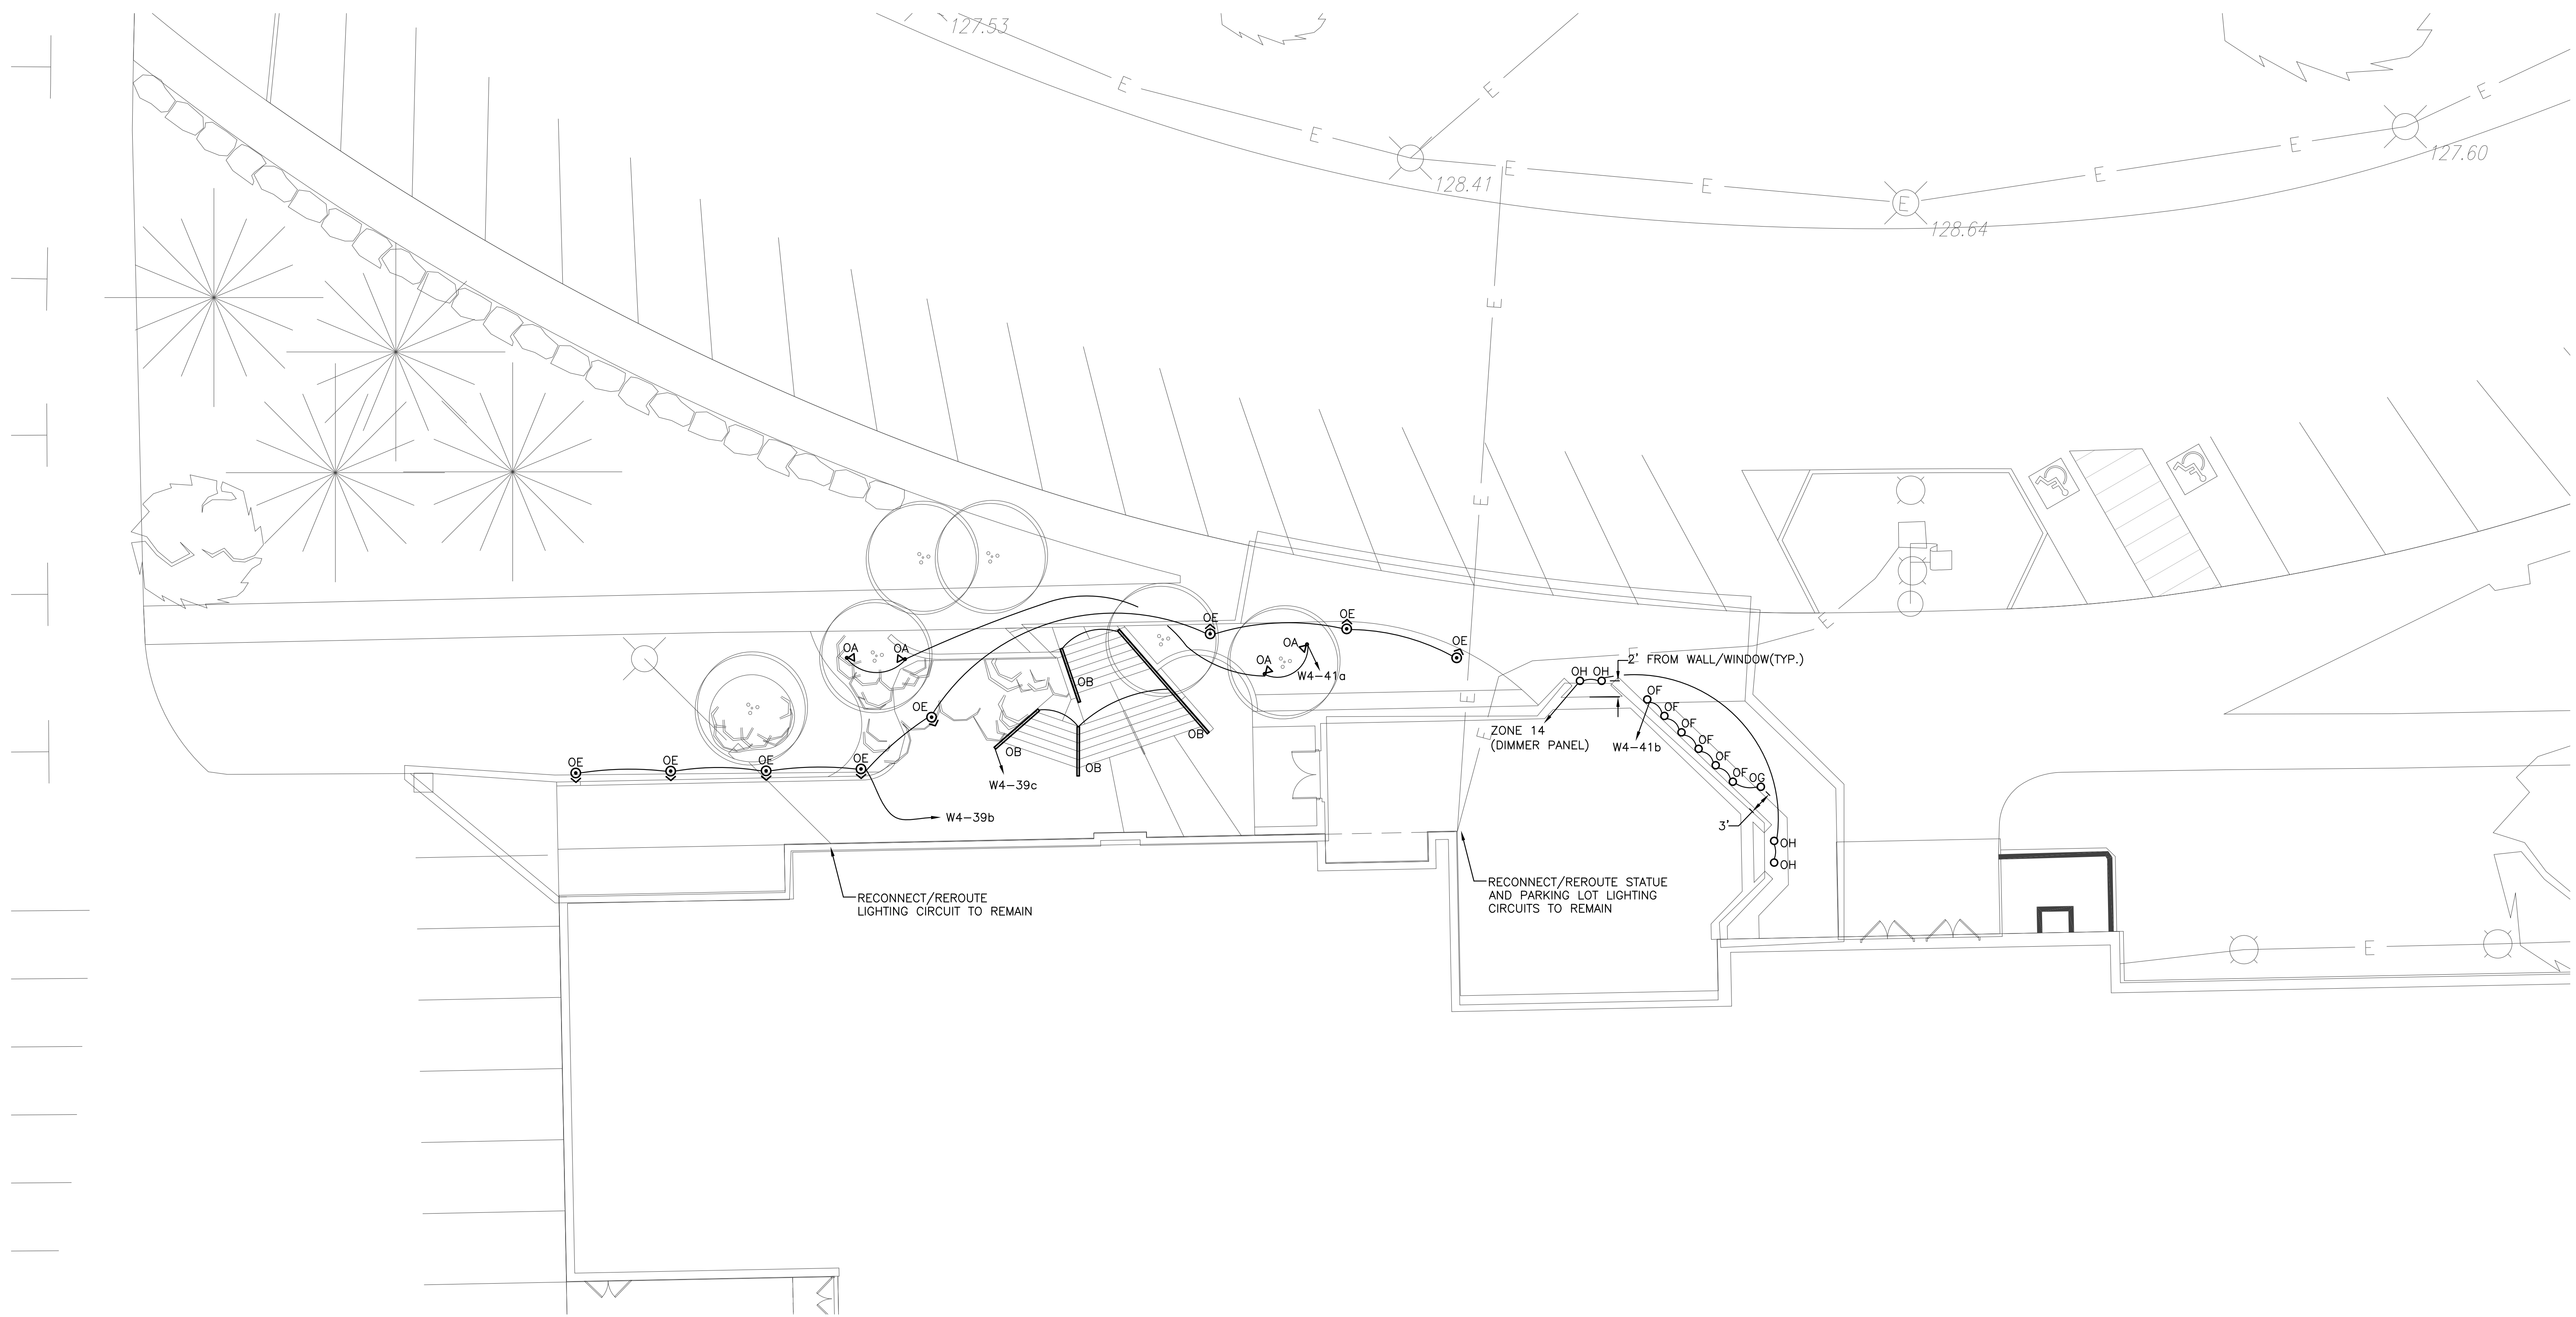 127.53
E
E
E
E
E
E
E
E
E
E
128.41
127.60
128.64
E
E
OE
OE
OE
E
OA
OA
OA
OA
W4-41a
E
2' FROM WALL/WINDOW(TYP.)
OH OH
OB
OF
OE
E
OF
OF
ZONE 14
(DIMMER PANEL)
E
OB
OF
W4-41b
OB
OF
OE
OE
OE
OE
OB
OF
OG
W4-39c
W4-39b
3'
OH
OH
RECONNECT/REROUTE
LIGHTING CIRCUIT TO REMAIN
RECONNECT/REROUTE STATUE
AND PARKING LOT LIGHTING
CIRCUITS TO REMAIN
E